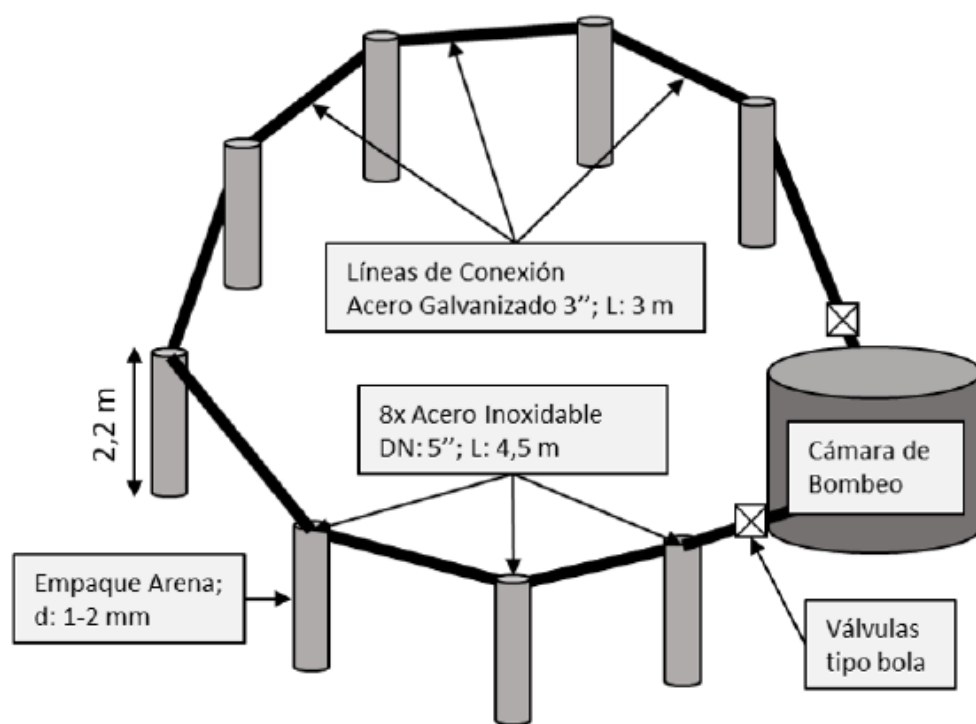 Líneas de Conexión
Acero Galvanizado 3’’; L: 3 m
2,2 m
8x Acero Inoxidable
DN: 5’’; L: 4,5 m
Cámara de
Bombeo
Empaque Arena;
d: 1-2 mm
Válvulas
tipo bola